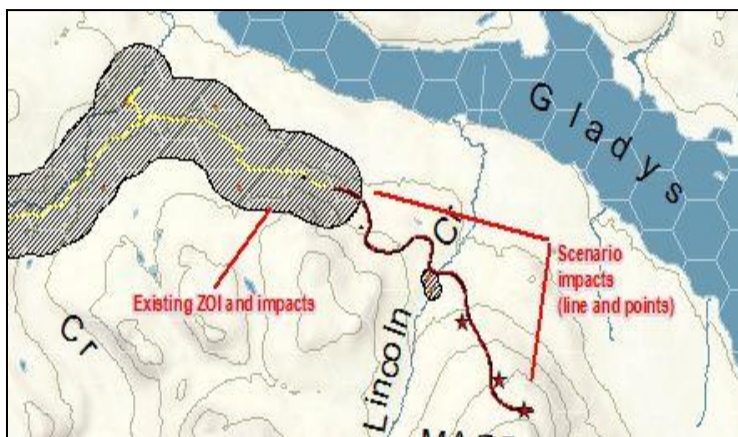 Gladys
Existing ZOI and impacts
Scenario
impacts
(line and points)
Cr
Lincoln Cr